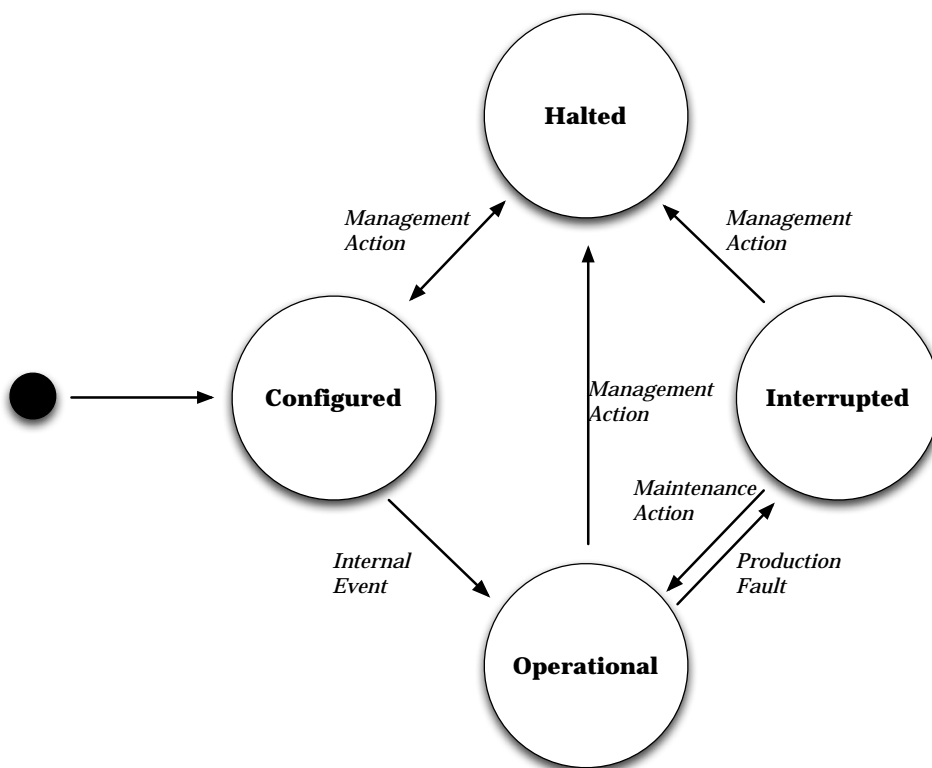 Halted
Management
Action
Management
Action
Configured
Management
Action
Interrupted
Maintenance
Action
Internal
Event
Production
Fault
Operational